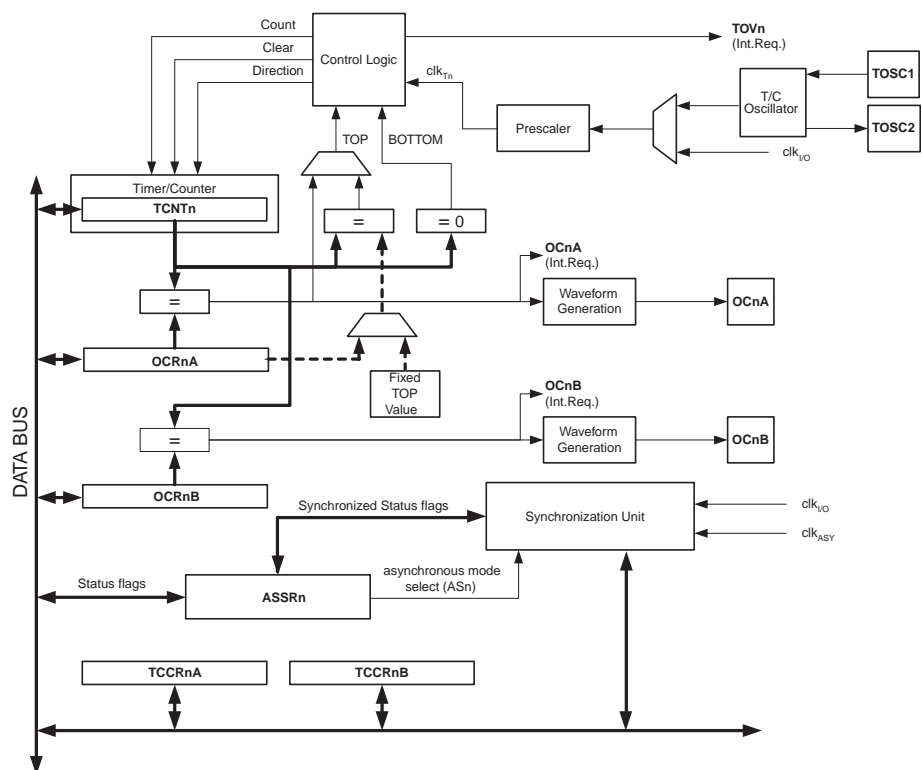 Count
Clear
Direction
Control Logic
TOVn
(Int.Req.)
clkTn
TOP
BOTTOM
Prescaler
T/C
Oscillator
TOSC1
TOSC2
clkI/O
Timer/Counter
TCNTn
=
= 0
OCnA
(Int.Req.)
=
Waveform
Generation
OCnA
OCRnA
Fixed
TOP
Value
OCnB
(Int.Req.)
=
Waveform
Generation
OCnB
OCRnB
DATA BUS
Synchronized Status flags
Synchronization Unit
clkI/O
clkASY
Status flags
ASSRn
asynchronous mode
select (ASn)
TCCRnA
TCCRnB